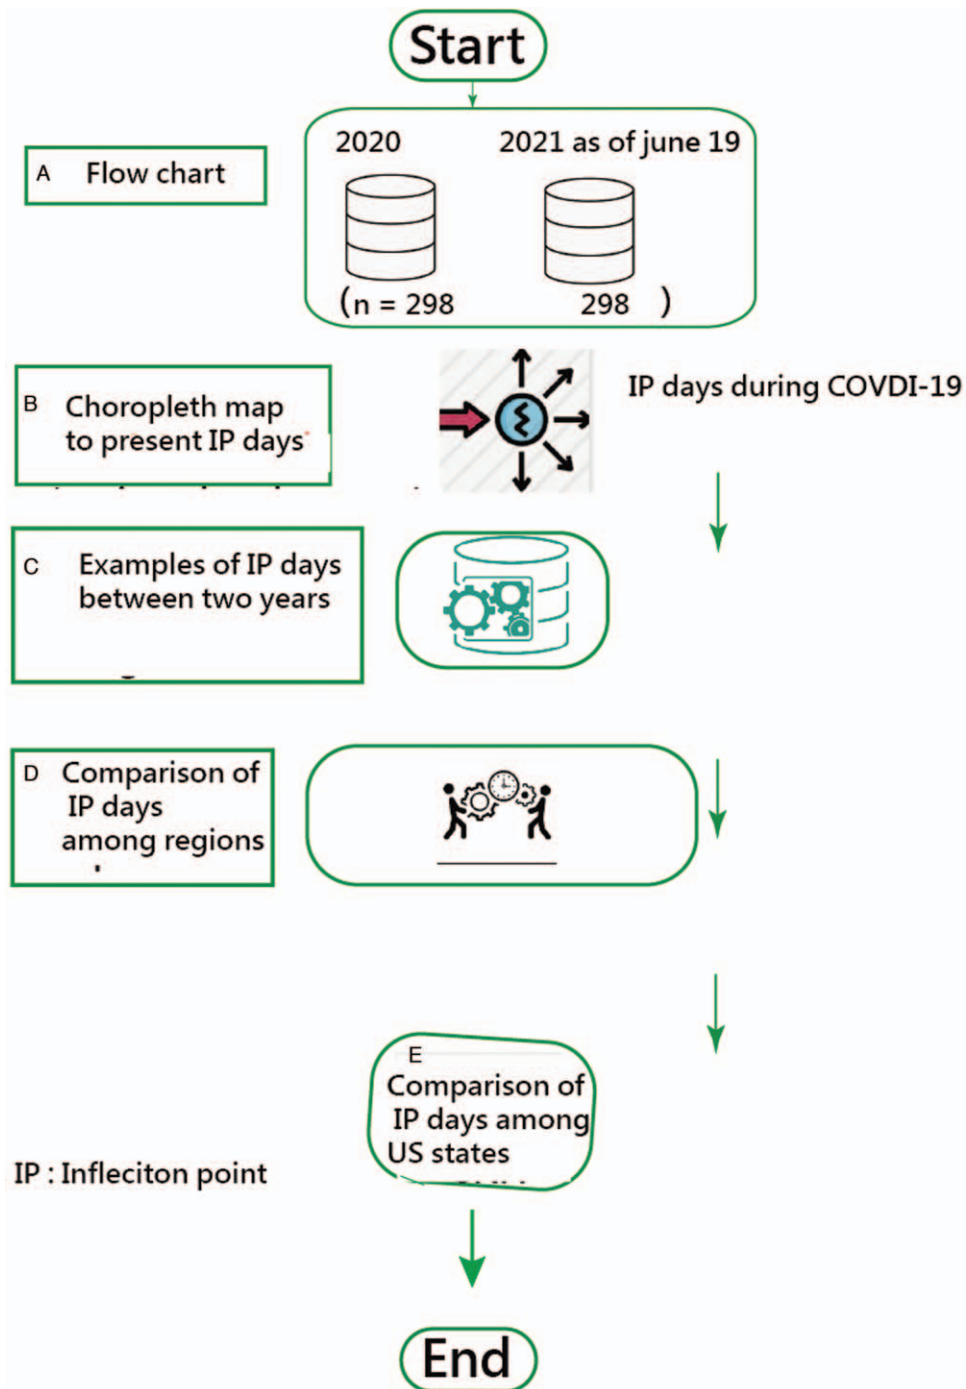 Start
2020 2021 as of june 19
A Flow chart
(n = 298 298 )
IP days during COVDI-19
B Choropleth map
to present IP days
C Examples of IP days
between two years
D Comparison of
IP days
among regions
E
Comparison of
IP days among
US states
IP : Infleciton point
End